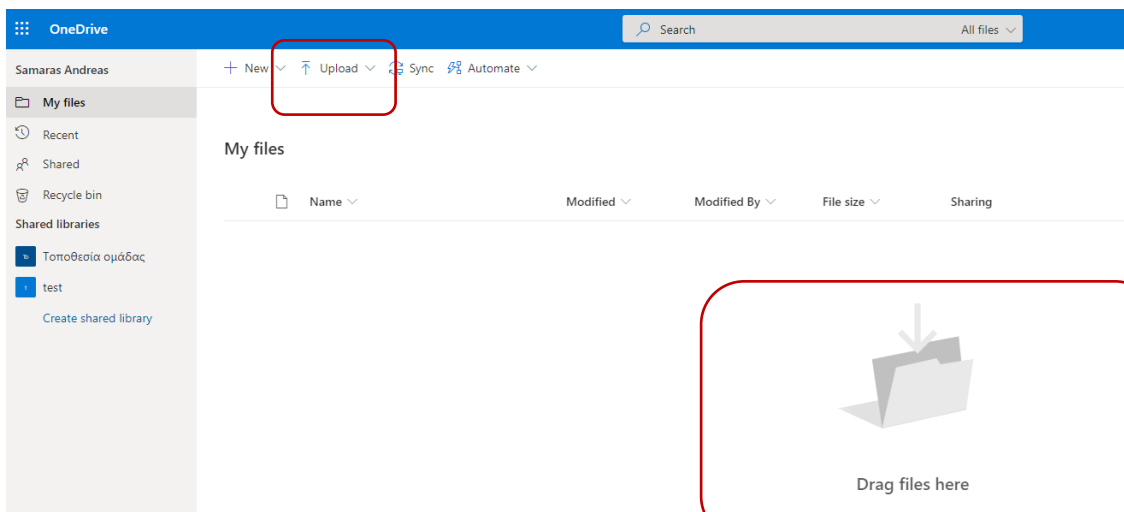 OneDrive
Search
All files
Samaras Andreas
New
Upload
Sync
Automate
My files
Recent
Shared
Recycle bin
Shared libraries
Τοποθεσία ομάδας
test
Create shared library
My files
Name
Modified
Modified By
File size
Sharing
Drag files here